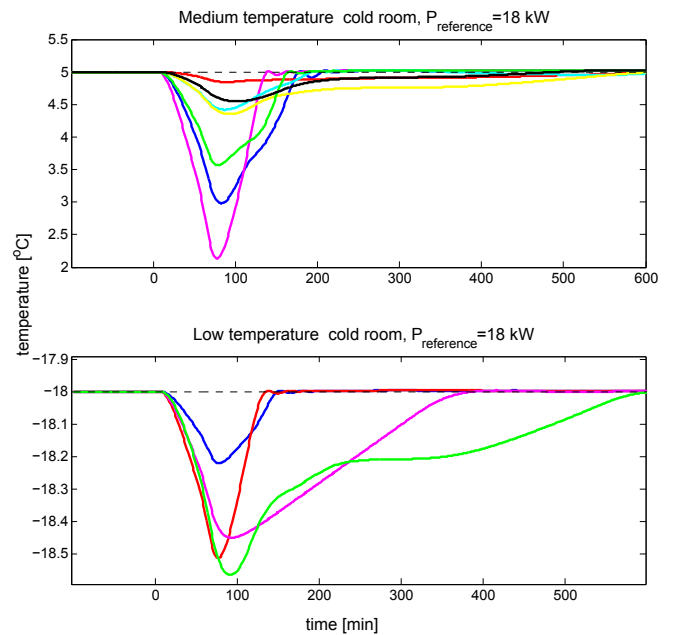 Medium temperature cold room, P_reference=18 kW
5.5
5
4.5
4
3.5
3
2.5
2
0 100 200 300 400 500 600
temperature [°C]
Low temperature cold room, P_reference=18 kW
−17.9
−18
−18.1
−18.2
−18.3
−18.4
−18.5
0 100 200 300 400 500
time [min]